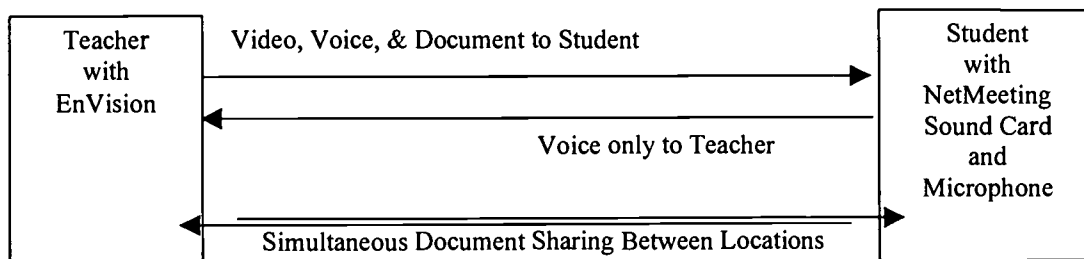 Teacher
with
EnVision
Video, Voice, & Document to Student
Voice only to Teacher
Simultaneous Document Sharing Between Locations
Student
with
NetMeeting
Sound Card
and
Microphone